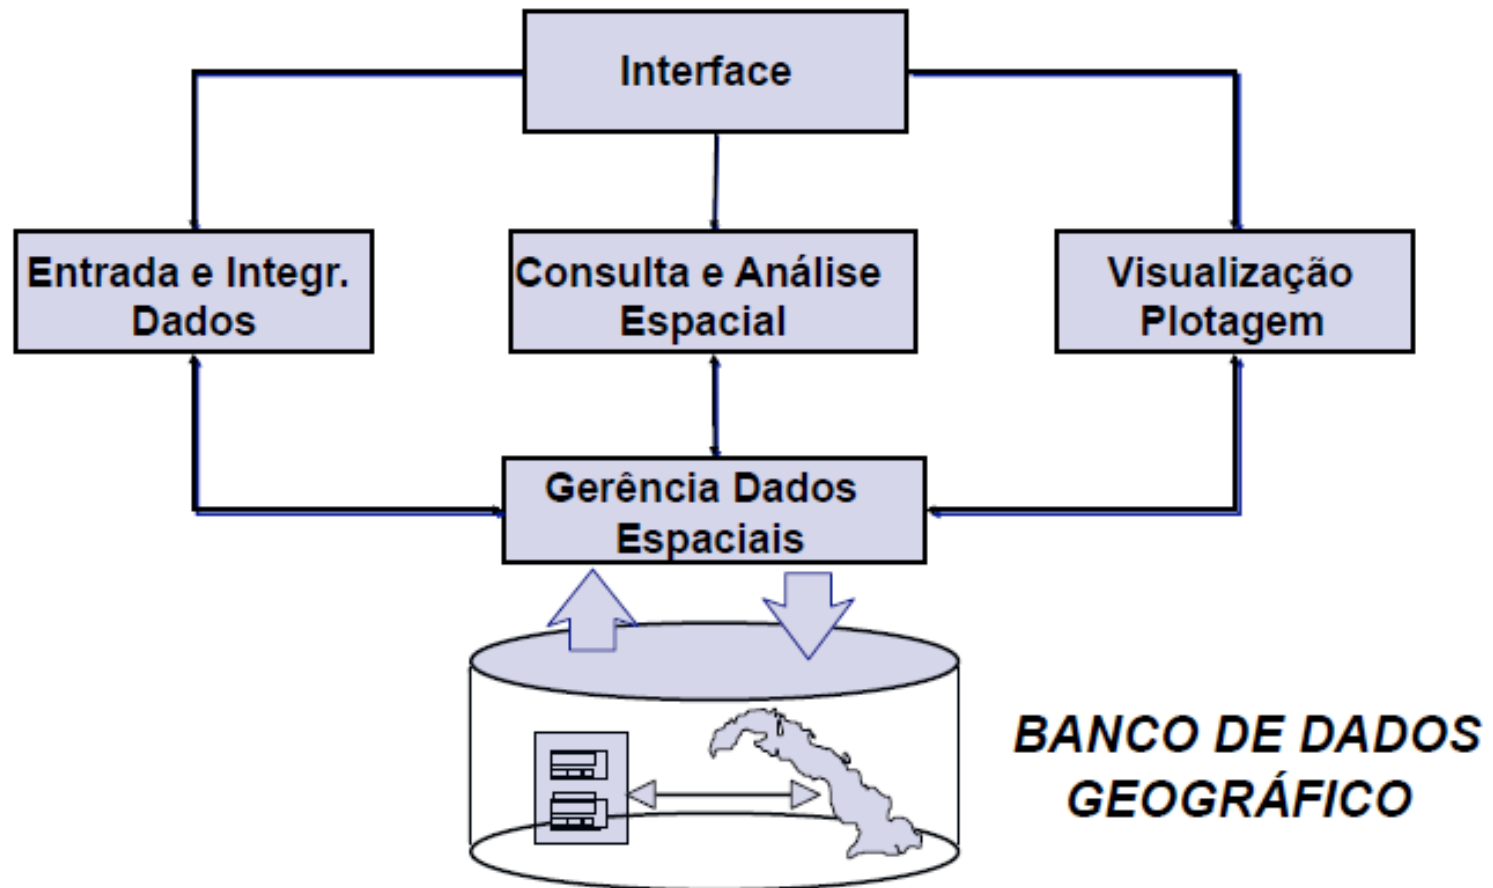 Interface
Entrada e Integr.
Dados
Consulta e Análise
Espacial
Visualização
Plotagem
Gerência Dados
Espaciais
BANCO DE DADOS
GEOGRÁFICO